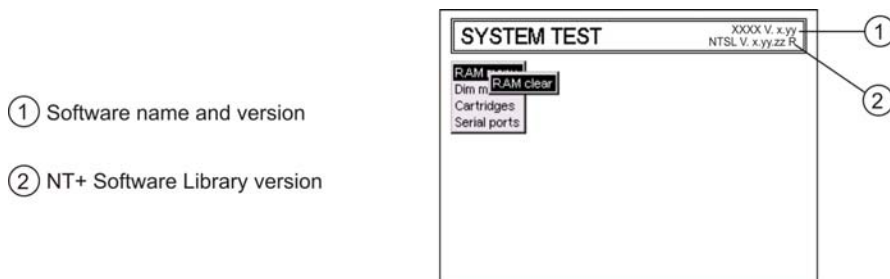 ① Software name and version
② NT+ Software Library version
SYSTEM TEST
XXXX V. x.yy
NTSL V. x.yy.zz R
①
②
RAM
RAM clear
Dim
Cartridges
Serial ports